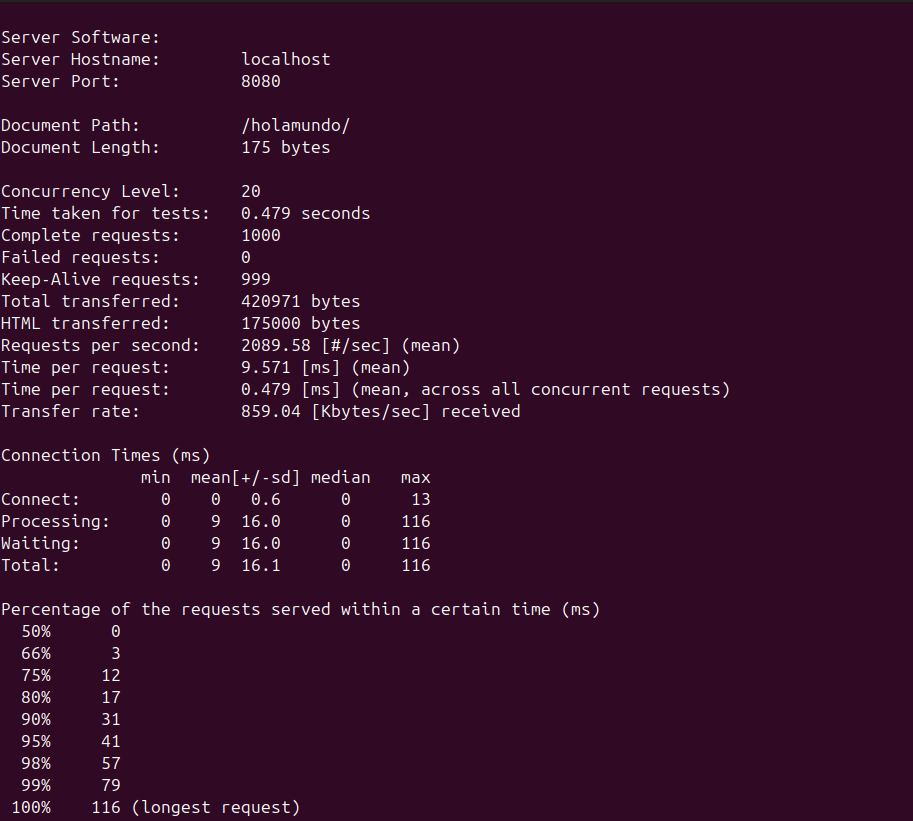 Server Software:
Server Hostname:        localhost
Server Port:            8080

Document Path:          /holamundo/
Document Length:        175 bytes

Concurrency Level:      20
Time taken for tests:   0.479 seconds
Complete requests:      1000
Failed requests:        0
Keep-Alive requests:    999
Total transferred:      420971 bytes
HTML transferred:       175000 bytes
Requests per second:    2089.58 [#/sec] (mean)
Time per request:       9.571 [ms] (mean)
Time per request:       0.479 [ms] (mean, across all concurrent requests)
Transfer rate:          859.04 [Kbytes/sec] received

Connection Times (ms)
              min  mean[+/-sd] median   max
Connect:        0    0   0.6      0      13
Processing:     0    9  16.0      0     116
Waiting:        0    9  16.0      0     116
Total:          0    9  16.1      0     116

Percentage of the requests served within a certain time (ms)
  50%      0
  66%      3
  75%     12
  80%     17
  90%     31
  95%     41
  98%     57
  99%     79
 100%    116 (longest request)